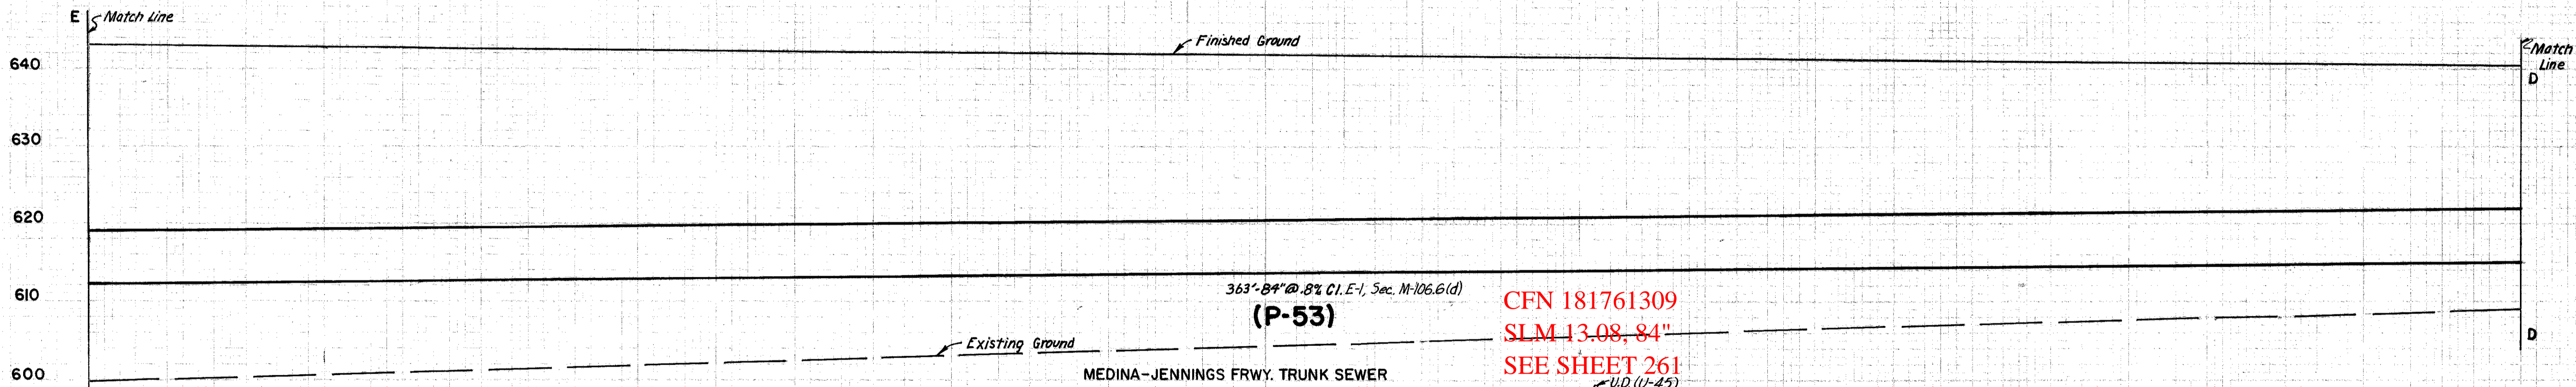 E
Match Line
Finished Ground
Match
Line
D
640
630
620
610
600
363'-84"@.8% Cl. E-1, Sec. M-106.6(d)
(P-53)
CFN 181761309
SLM 13.08, 84"
SEE SHEET 261
Existing Ground
D
MEDINA-JENNINGS FRWY. TRUNK SEWER
U.D.(U-45)